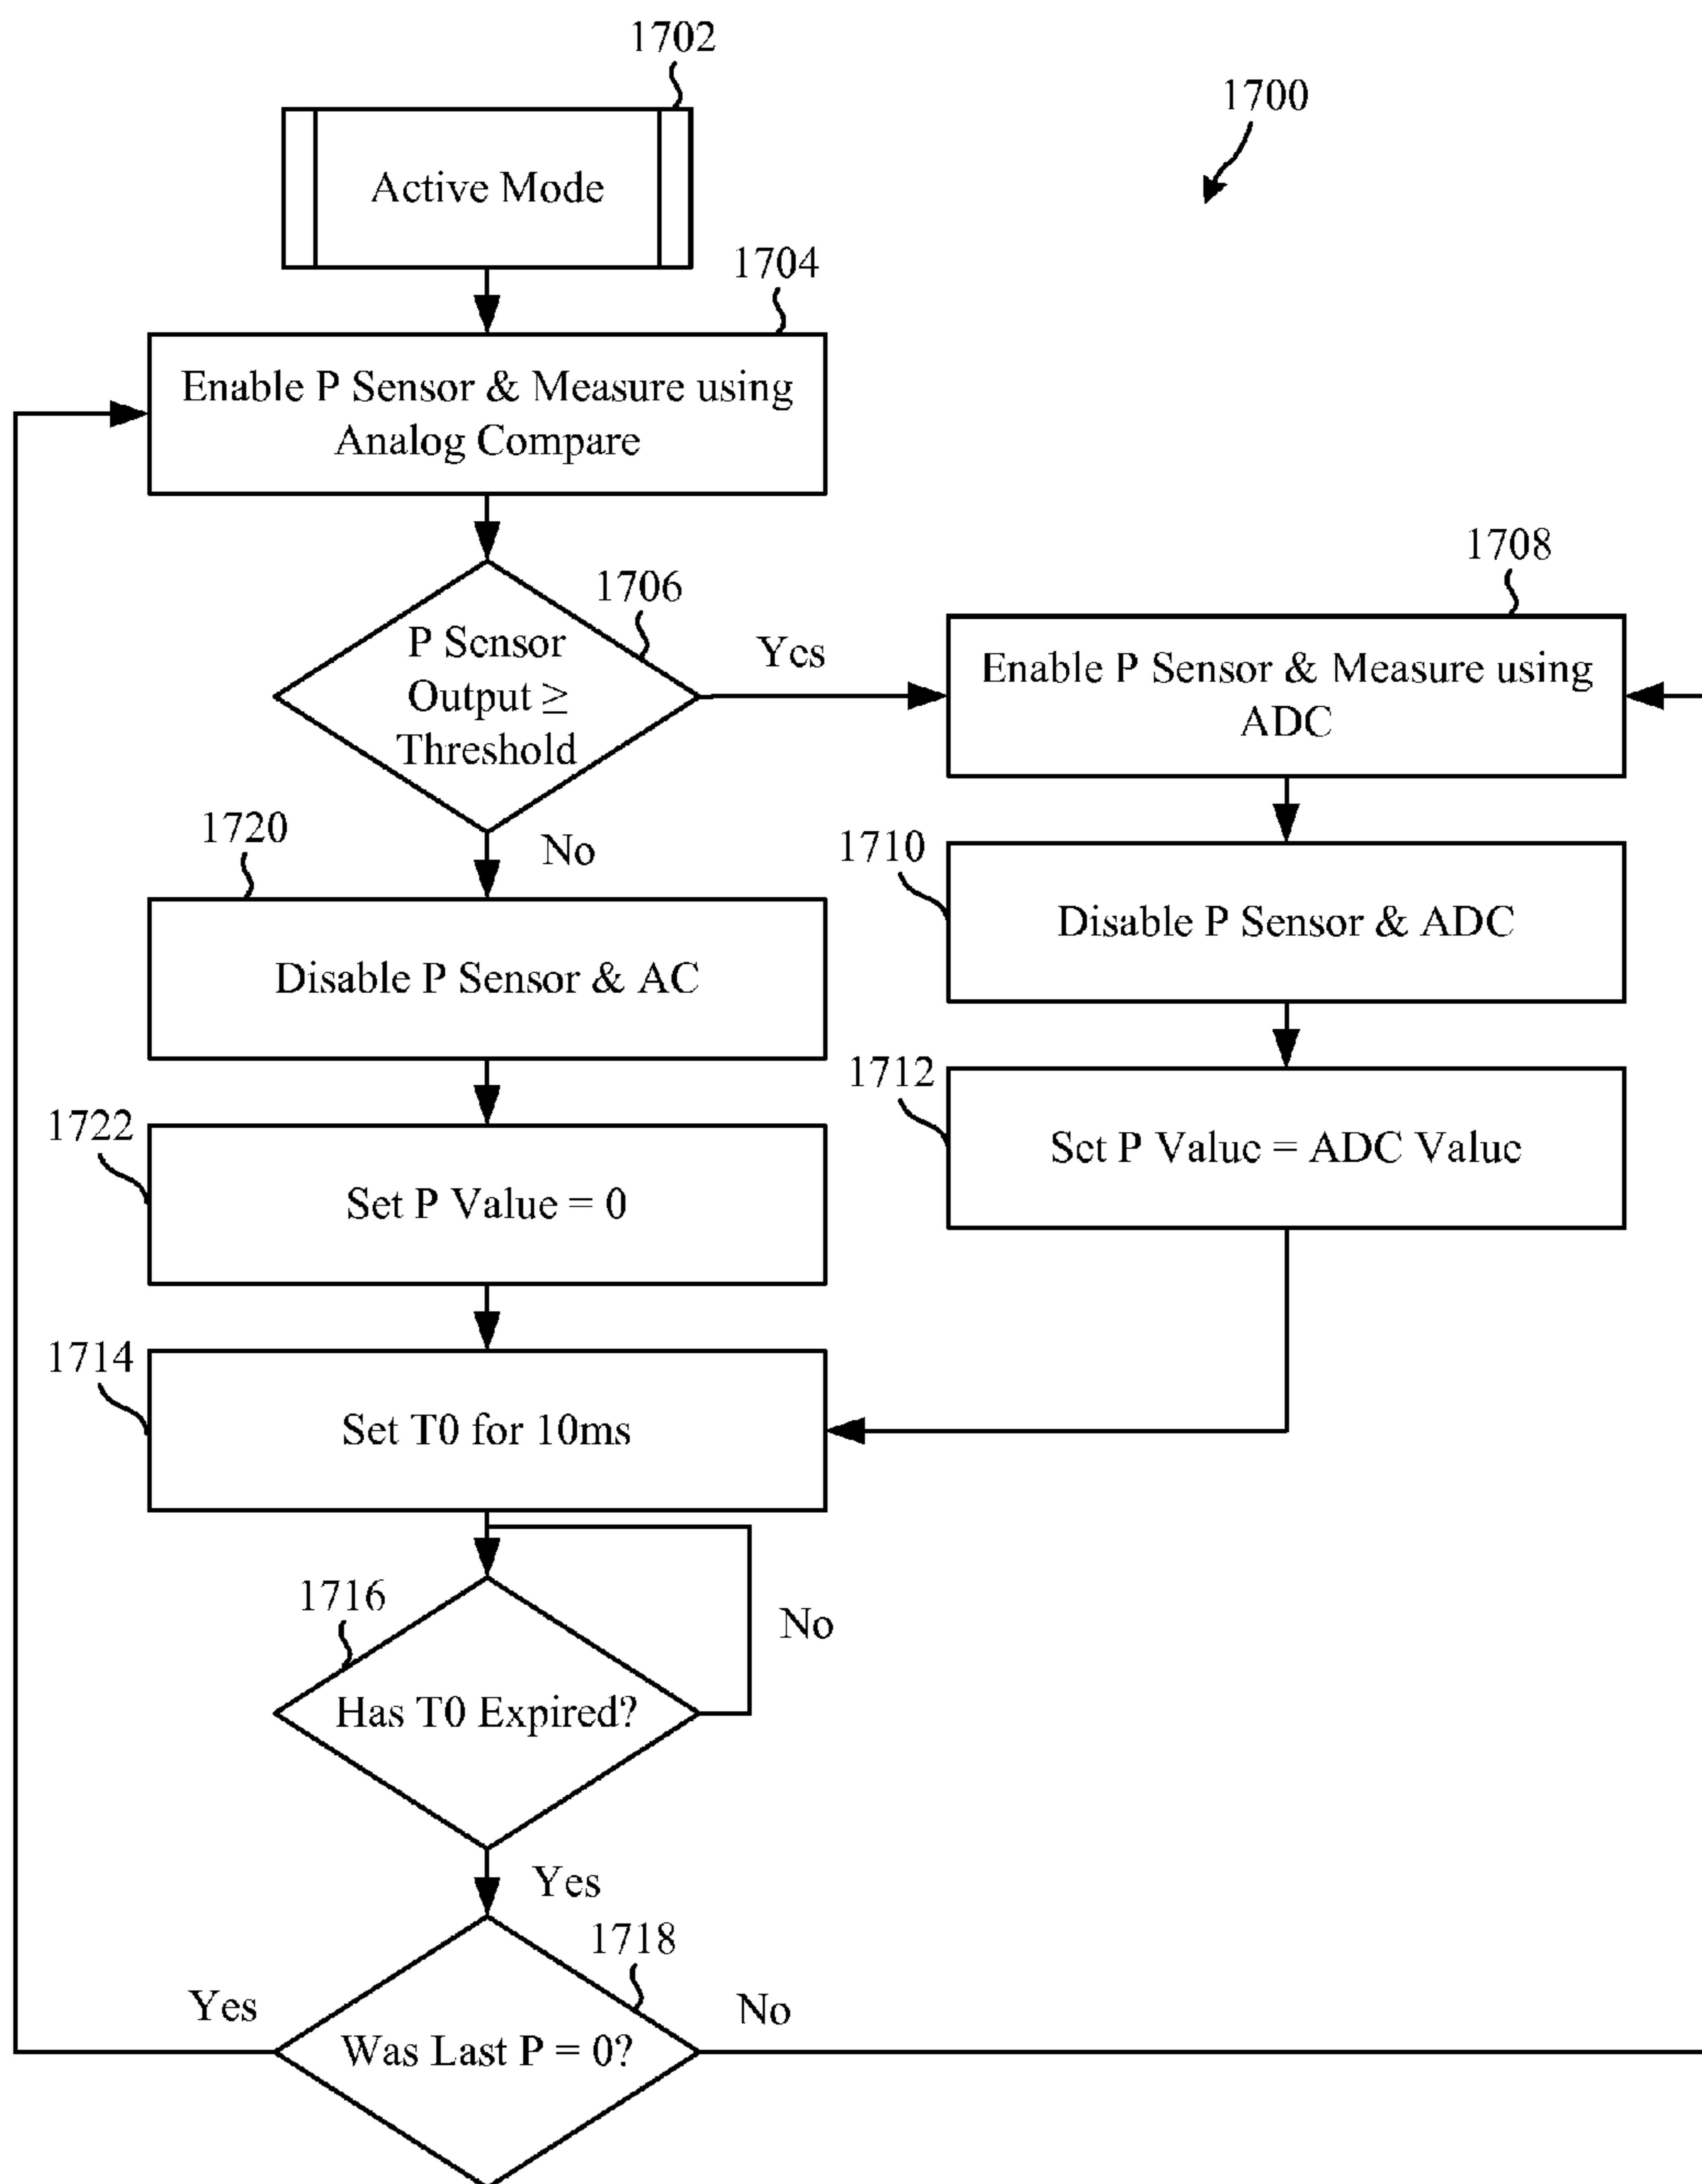 1702
1700
Active Mode
1704
Enable P Sensor & Measure using
Analog Compare
1706
P Sensor
Output ≥
Threshold
Yes
1708
Enable P Sensor & Measure using
ADC
No
1720
Disable P Sensor & AC
1710
Disable P Sensor & ADC
1722
Set P Value = 0
1712
Set P Value = ADC Value
1714
Set T0 for 10ms
1716
Has T0 Expired?
No
Yes
1718
Was Last P = 0?
Yes
No